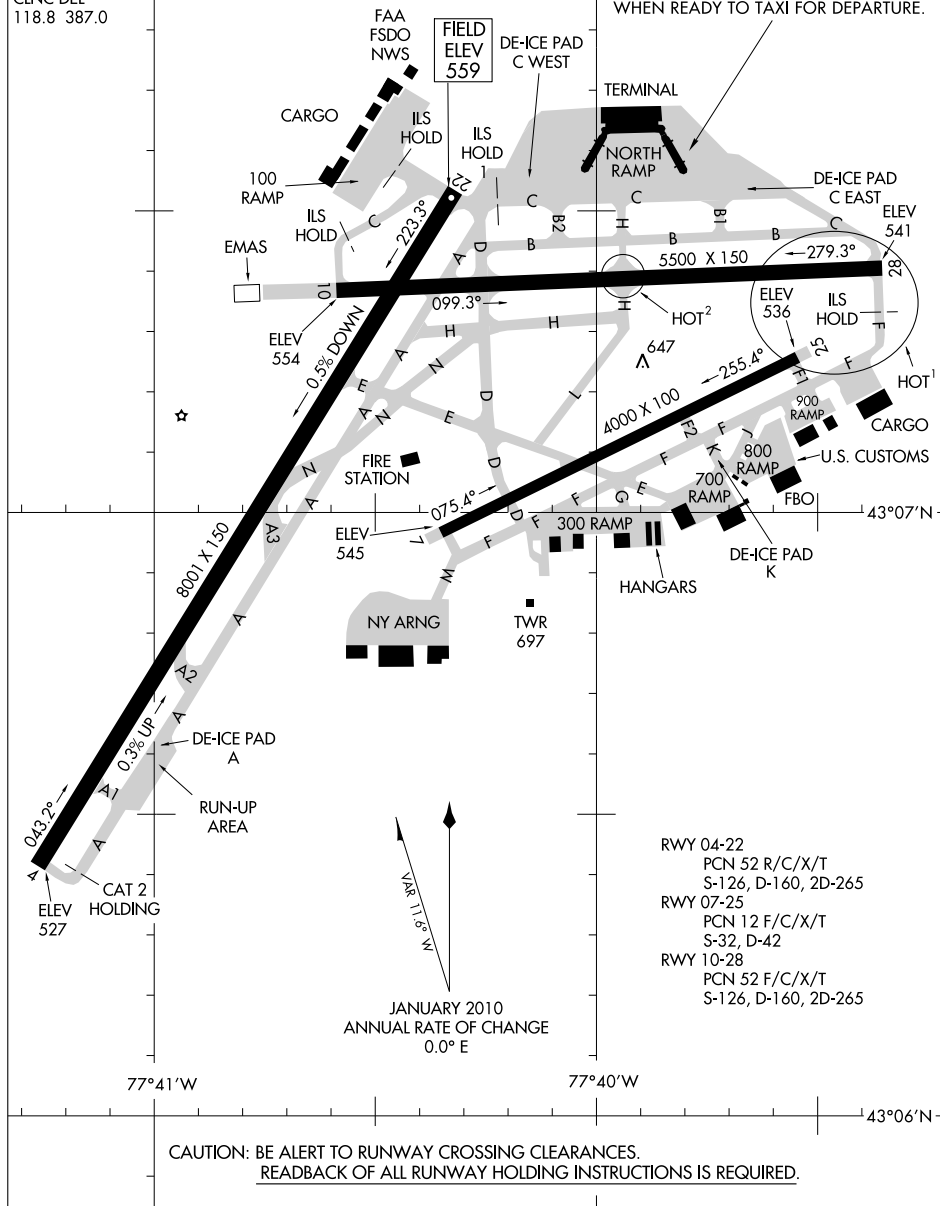 CLNC DEL
118.8 387.0
WHEN READY TO TAXI FOR DEPARTURE.
FAA
FSDO
NWS
FIELD
ELEV
559
DE-ICE PAD
C WEST
TERMINAL
CARGO
ILS
HOLD
ILS
HOLD
1
NORTH
RAMP
100
RAMP
22
DE-ICE PAD
C EAST
C
C
C
B2
H
B1
C
ELEV
541
ILS
HOLD
223.3°
D
B
B
B
EMAS
A
5500 X 150
279.3°
28
10
099.3°
ELEV
536
ILS
HOLD
F
ELEV
554
0.5% DOWN
H
H
H
HOT2
A
N
647
25
HOT1
255.4°
E
A
N
E
D
D
J
F1
F
4000 X 100
F2
F
900
RAMP
CARGO
J
K
800
RAMP
U.S. CUSTOMS
FIRE
STATION
N
A
D
F
E
G
F
700
RAMP
FBO
075.4°
D
F
F
300 RAMP
43°07'N
A3
ELEV
545
7
DE-ICE PAD
K
8001 X 150
HANGARS
W
NY ARNG
TWR
697
A
A2
A
0.3% UP
DE-ICE PAD
A
A1
RUN-UP
AREA
043.2°
A
4
CAT 2
HOLDING
ELEV
527
VAR 11.6° W
RWY 04-22
PCN 52 R/C/X/T
S-126, D-160, 2D-265
RWY 07-25
PCN 12 F/C/X/T
S-32, D-42
RWY 10-28
PCN 52 F/C/X/T
S-126, D-160, 2D-265
JANUARY 2010
ANNUAL RATE OF CHANGE
0.0° E
77°41'W
77°40'W
43°06'N
CAUTION: BE ALERT TO RUNWAY CROSSING CLEARANCES.
READBACK OF ALL RUNWAY HOLDING INSTRUCTIONS IS REQUIRED.